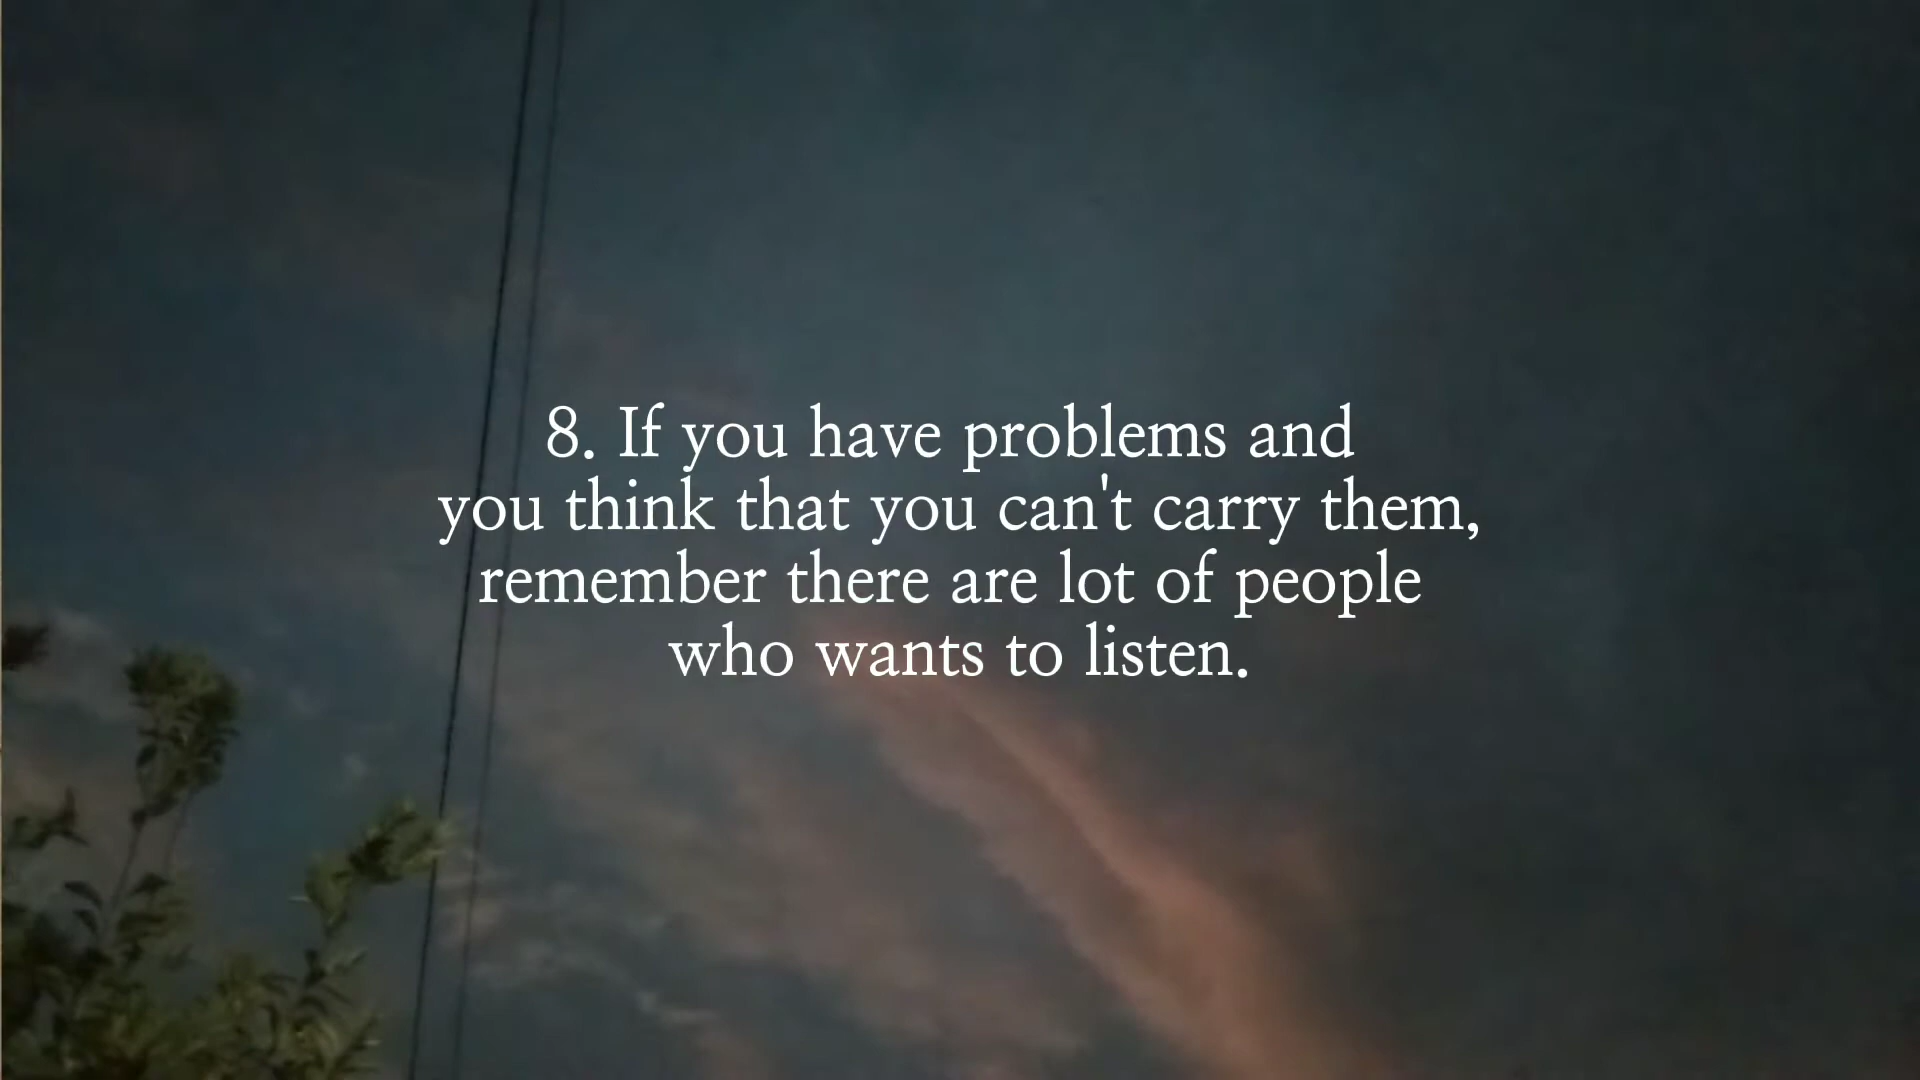 8. If you have problems and
you think that you can't carry them,
remember there are lot of people
who wants to listen.